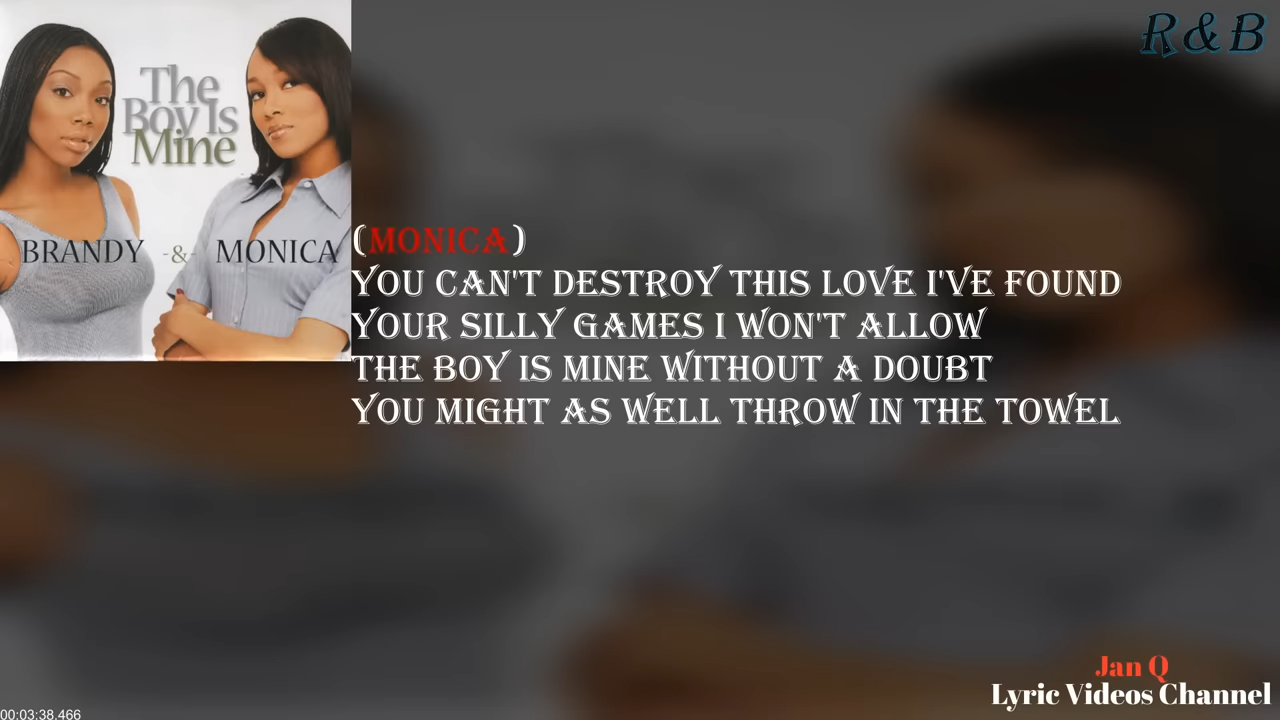 The
Boy Is
Mine
BRANDY -&- MONICA
R&B
(MONICA)
YOU CAN'T DESTROY THIS LOVE I'VE FOUND
YOUR SILLY GAMES I WON'T ALLOW
THE BOY IS MINE WITHOUT A DOUBT
YOU MIGHT AS WELL THROW IN THE TOWEL
Jan Q
Lyric Videos Channel
00:03:38.466